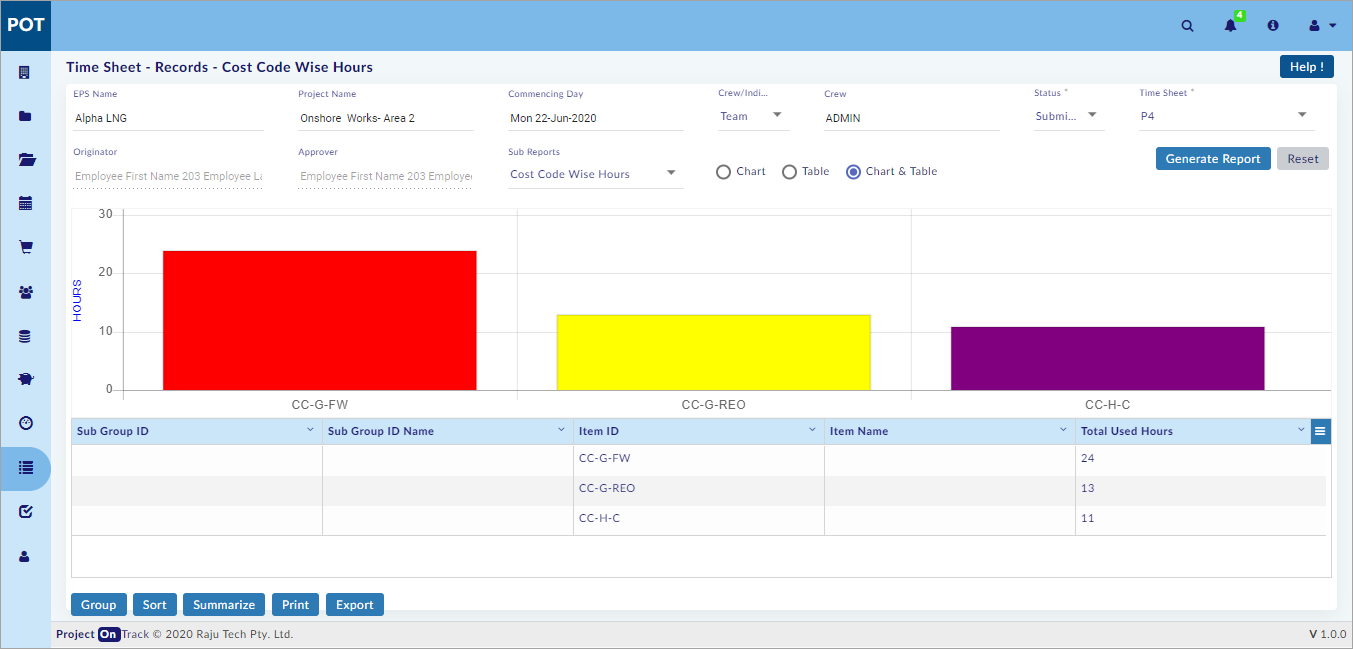 POT
4
Time Sheet - Records - Cost Code Wise Hours
Help !
EPS Name
Project Name
Commencing Day
Crew/Indi...
Crew
Status *
Time Sheet *
Alpha LNG
Onshore Works- Area 2
Mon 22-Jun-2020
Team
ADMIN
Submi...
P4
Originator
Approver
Sub Reports
Employee First Name 203 Employee La
Employee First Name 203 Employee
Cost Code Wise Hours
Chart
Table
Chart & Table
Generate Report
Reset
30
20
10
0
HOURS
CC-G-FW
CC-G-REO
CC-H-C
Sub Group ID
Sub Group ID Name
Item ID
Item Name
Total Used Hours
CC-G-FW
24
CC-G-REO
13
CC-H-C
11
Group
Sort
Summarize
Print
Export
Project On Track © 2020 Raju Tech Pty. Ltd.
V 1.0.0